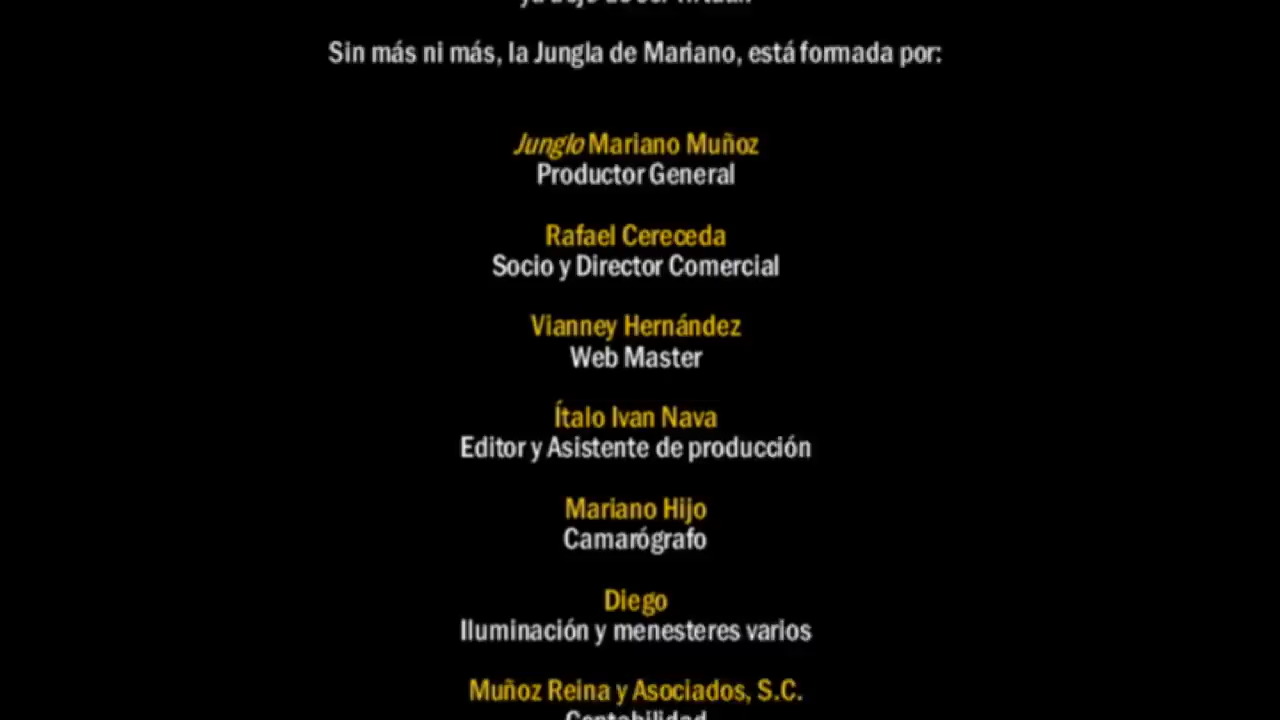 Sin más ni más, la Jungla de Mariano, está formada por:
Junglo Mariano Muñoz
Productor General
Rafael Cereceda
Socio y Director Comercial
Vianney Hernández
Web Master
Ítalo Ivan Nava
Editor y Asistente de producción
Mariano Hijo
Camarógrafo
Diego
Iluminación y menesteres varios
Muñoz Reina y Asociados, S.C.
Contabilidad